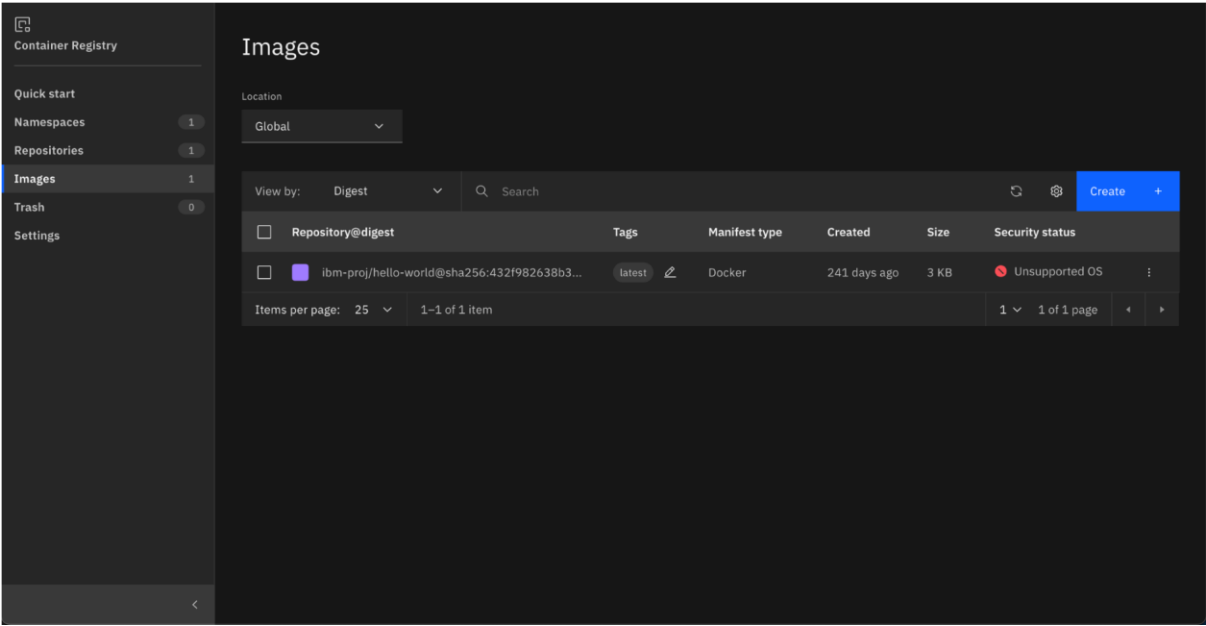 Container Registry
Quick start
Namespaces 1
Repositories 1
Images 1
Trash 0
Settings
Images
Location
Global
View by: Digest Search Create +
Repository@digest Tags Manifest type Created Size Security status
ibm-proj/hello-world@sha256:432f982638b3... latest Docker 241 days ago 3 KB Unsupported OS
Items per page: 25 1–1 of 1 item 1 1 of 1 page